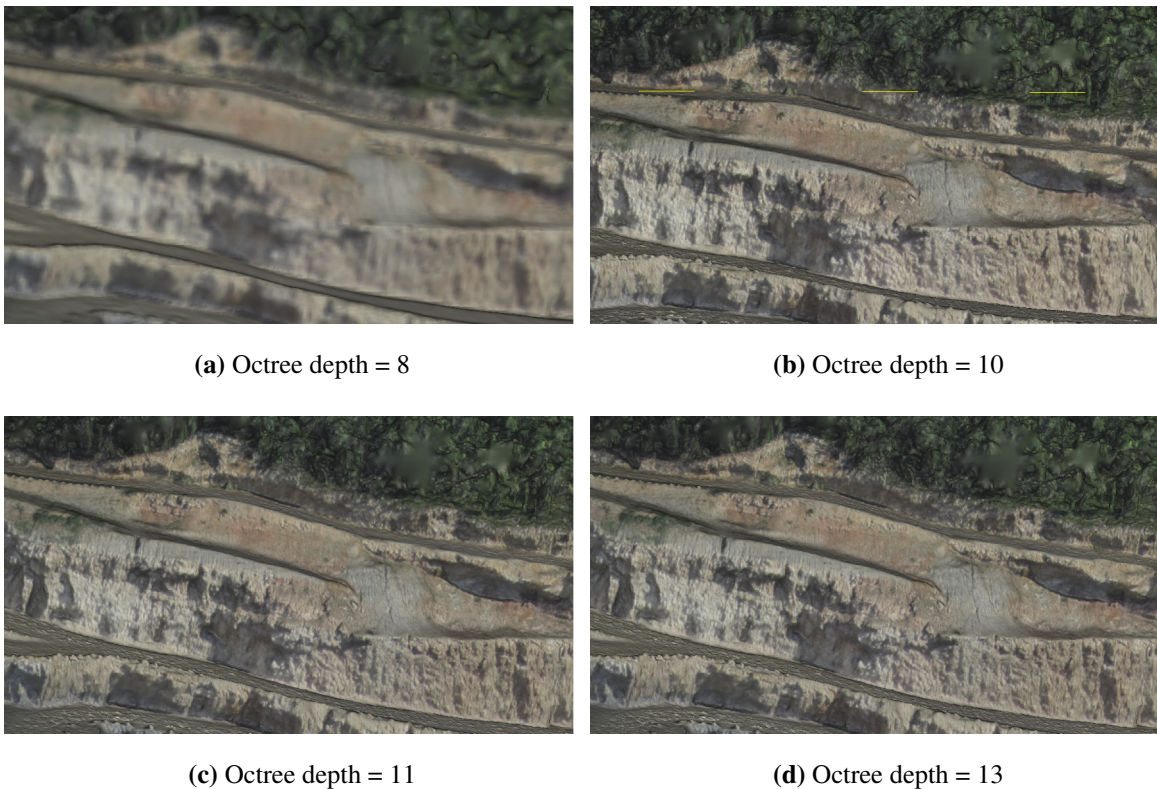 (a) Octree depth = 8
(b) Octree depth = 10
(c) Octree depth = 11
(d) Octree depth = 13